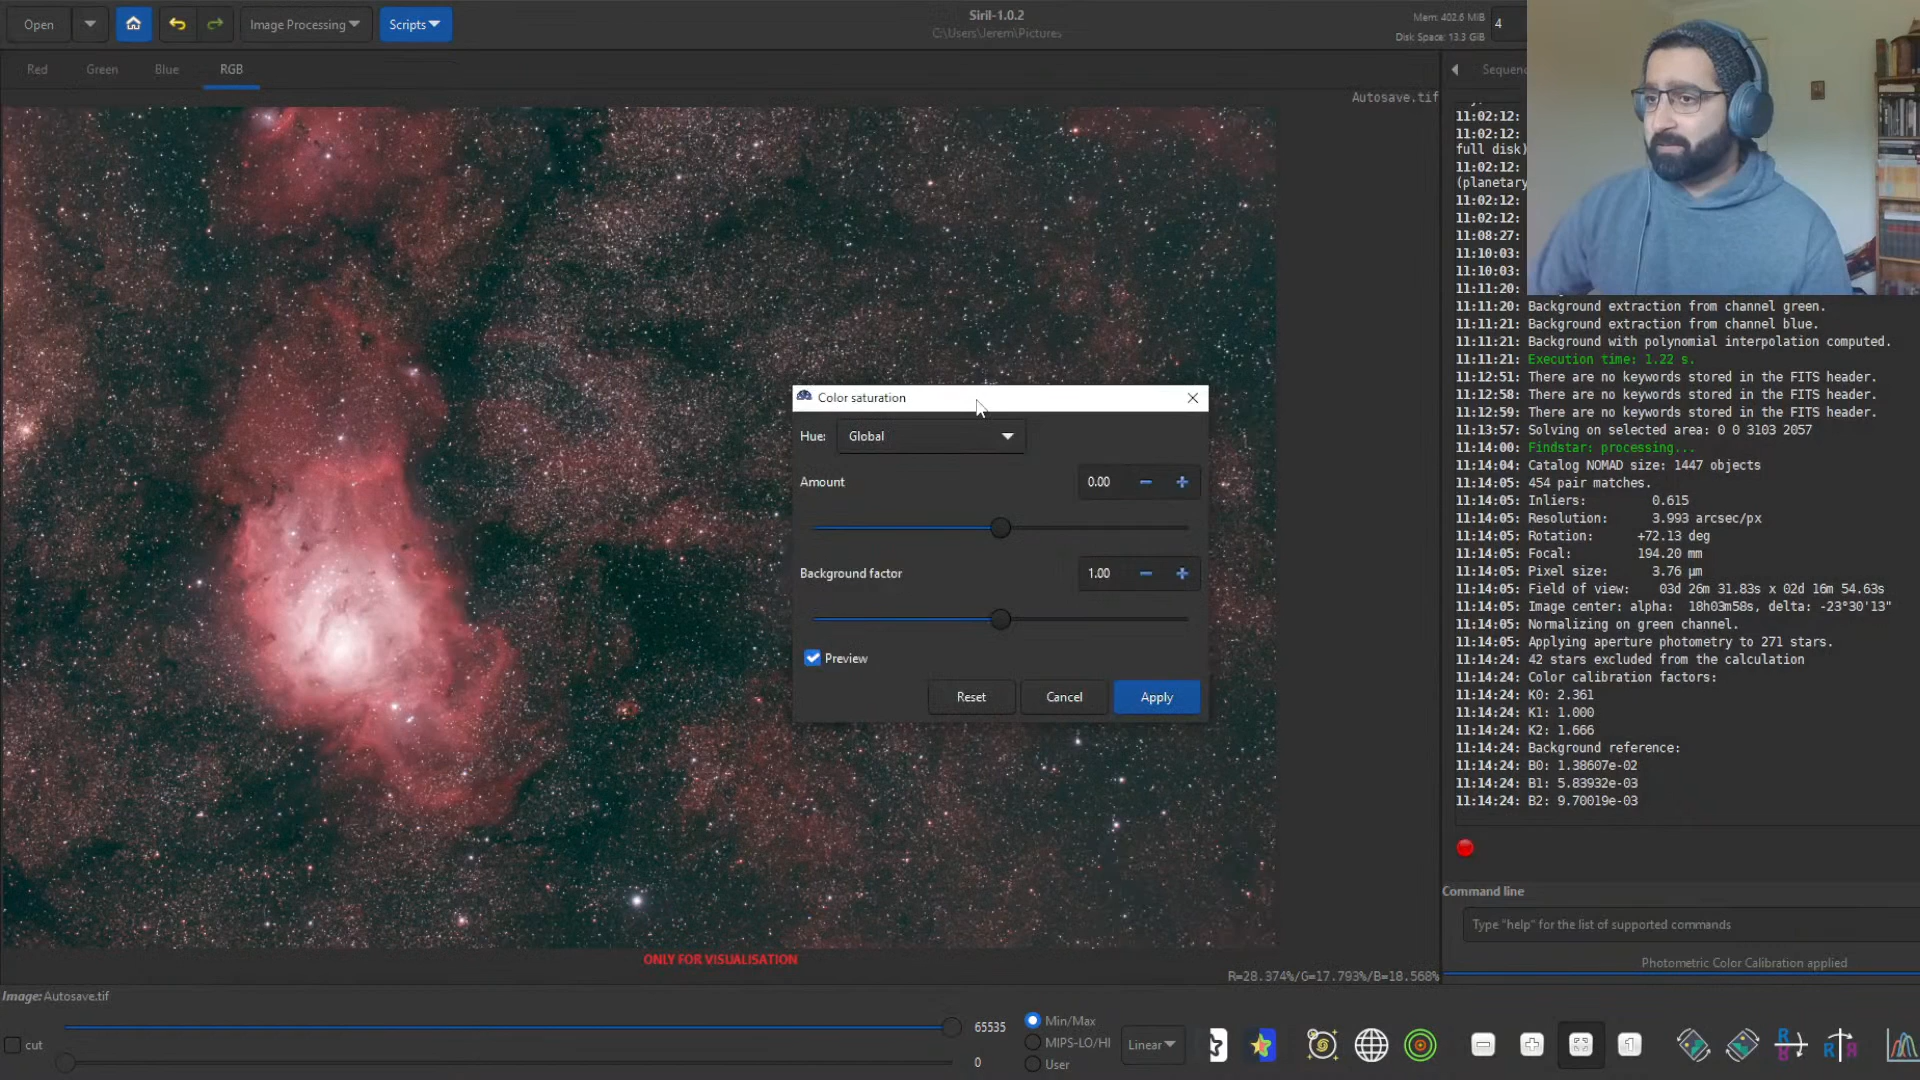 Open
Image Processing
Scripts
Siril-1.0.2
C:\Users\Jerem\Pictures
Mem: 402.6 MiB
Disk Space: 13.3 GiB
4
Red
Green
Blue
RGB
Autosave.tif
Sequenc
11:02:12:
11:02:12:
full disk)
11:02:12:
(planetary
11:02:12:
11:02:12:
11:08:27:
11:10:03:
11:10:03:
11:11:20
11:11:20: Background extraction from channel green.
11:11:21: Background extraction from channel blue.
11:11:21: Background with polynomial interpolation computed.
11:11:21: Execution time: 1.22 s.
11:12:51: There are no keywords stored in the FITS header.
11:12:58: There are no keywords stored in the FITS header.
11:12:59: There are no keywords stored in the FITS header.
11:13:57: Solving on selected area: 0 0 3103 2057
11:14:00: Findstar: processing...
11:14:04: Catalog NOMAD size: 1447 objects
11:14:05: 454 pair matches.
11:14:05: Inliers: 0.615
11:14:05: Resolution: 3.993 arcsec/px
11:14:05: Rotation: +72.13 deg
11:14:05: Focal: 194.20 mm
11:14:05: Pixel size: 3.76 µm
11:14:05: Field of view: 03d 26m 31.83s x 02d 16m 54.63s
11:14:05: Image center: alpha: 18h03m58s, delta: -23°30'13"
11:14:05: Normalizing on green channel.
11:14:05: Applying aperture photometry to 271 stars.
11:14:24: 42 stars excluded from the calculation
11:14:24: Color calibration factors:
11:14:24: K0: 2.361
11:14:24: K1: 1.000
11:14:24: K2: 1.666
11:14:24: Background reference:
11:14:24: B0: 1.38607e-02
11:14:24: B1: 5.83932e-03
11:14:24: B2: 9.70019e-03
Color saturation
Hue: Global
Amount 0.00
Background factor 1.00
Preview
Reset
Cancel
Apply
Command line
Type "help" for the list of supported commands
Photometric Color Calibration applied
ONLY FOR VISUALISATION
R=28.374%/G=17.793%/B=18.568%
Image: Autosave.tif
cut
65535
0
Min/Max
MIPS-LO/HI
User
Linear